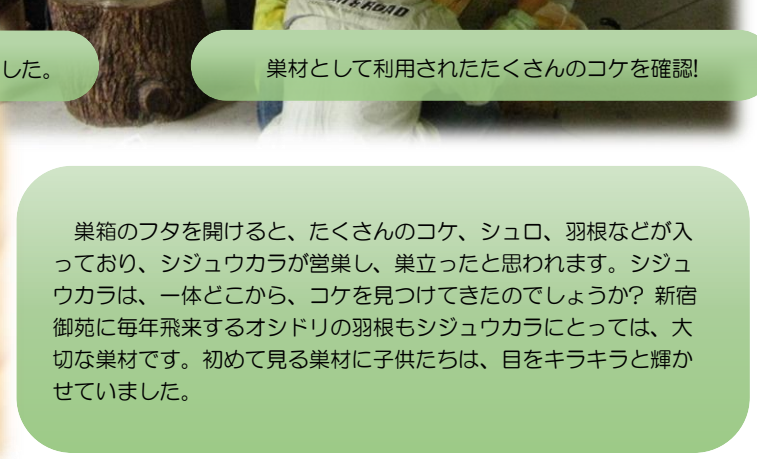 & ROAD
した。
巣材として利用されたたくさんのコケを確認!
巣箱のフタを開けると、たくさんのコケ、シュロ、羽根などが入
っており、シジュウカラが営巣し、巣立ったと思われます。シジュ
ウカラは、一体どこから、コケを見つけてきたのでしょうか? 新宿
御苑に毎年飛来するオシドリの羽根もシジュウカラにとっては、大
切な巣材です。初めて見る巣材に子供たちは、目をキラキラと輝か
せていました。